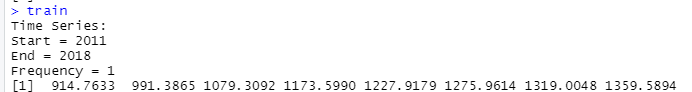 > train
Time Series:
Start = 2011
End = 2018
Frequency = 1
[1] 914.7633 991.3865 1079.3092 1173.5990 1227.9179 1275.9614 1319.0048 1359.5894